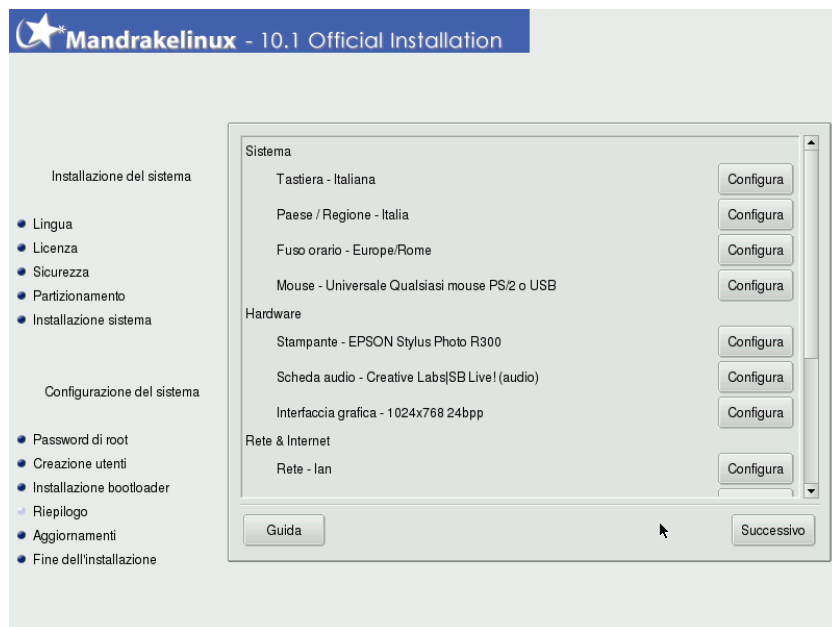 Mandrakelinux - 10.1 Official Installation
Installazione del sistema
Lingua
Licenza
Sicurezza
Partizionamento
Installazione sistema
Configurazione del sistema
Password di root
Creazione utenti
Installazione bootloader
Riepilogo
Aggiornamenti
Fine dell'installazione
Sistema
Tastiera - Italiana Configura
Paese / Regione - Italia Configura
Fuso orario - Europe/Rome Configura
Mouse - Universale Qualsiasi mouse PS/2 o USB Configura
Hardware
Stampante - EPSON Stylus Photo R300 Configura
Scheda audio - Creative Labs|SB Live! (audio) Configura
Interfaccia grafica - 1024x768 24bpp Configura
Rete & Internet
Rete - lan Configura
Guida Successivo